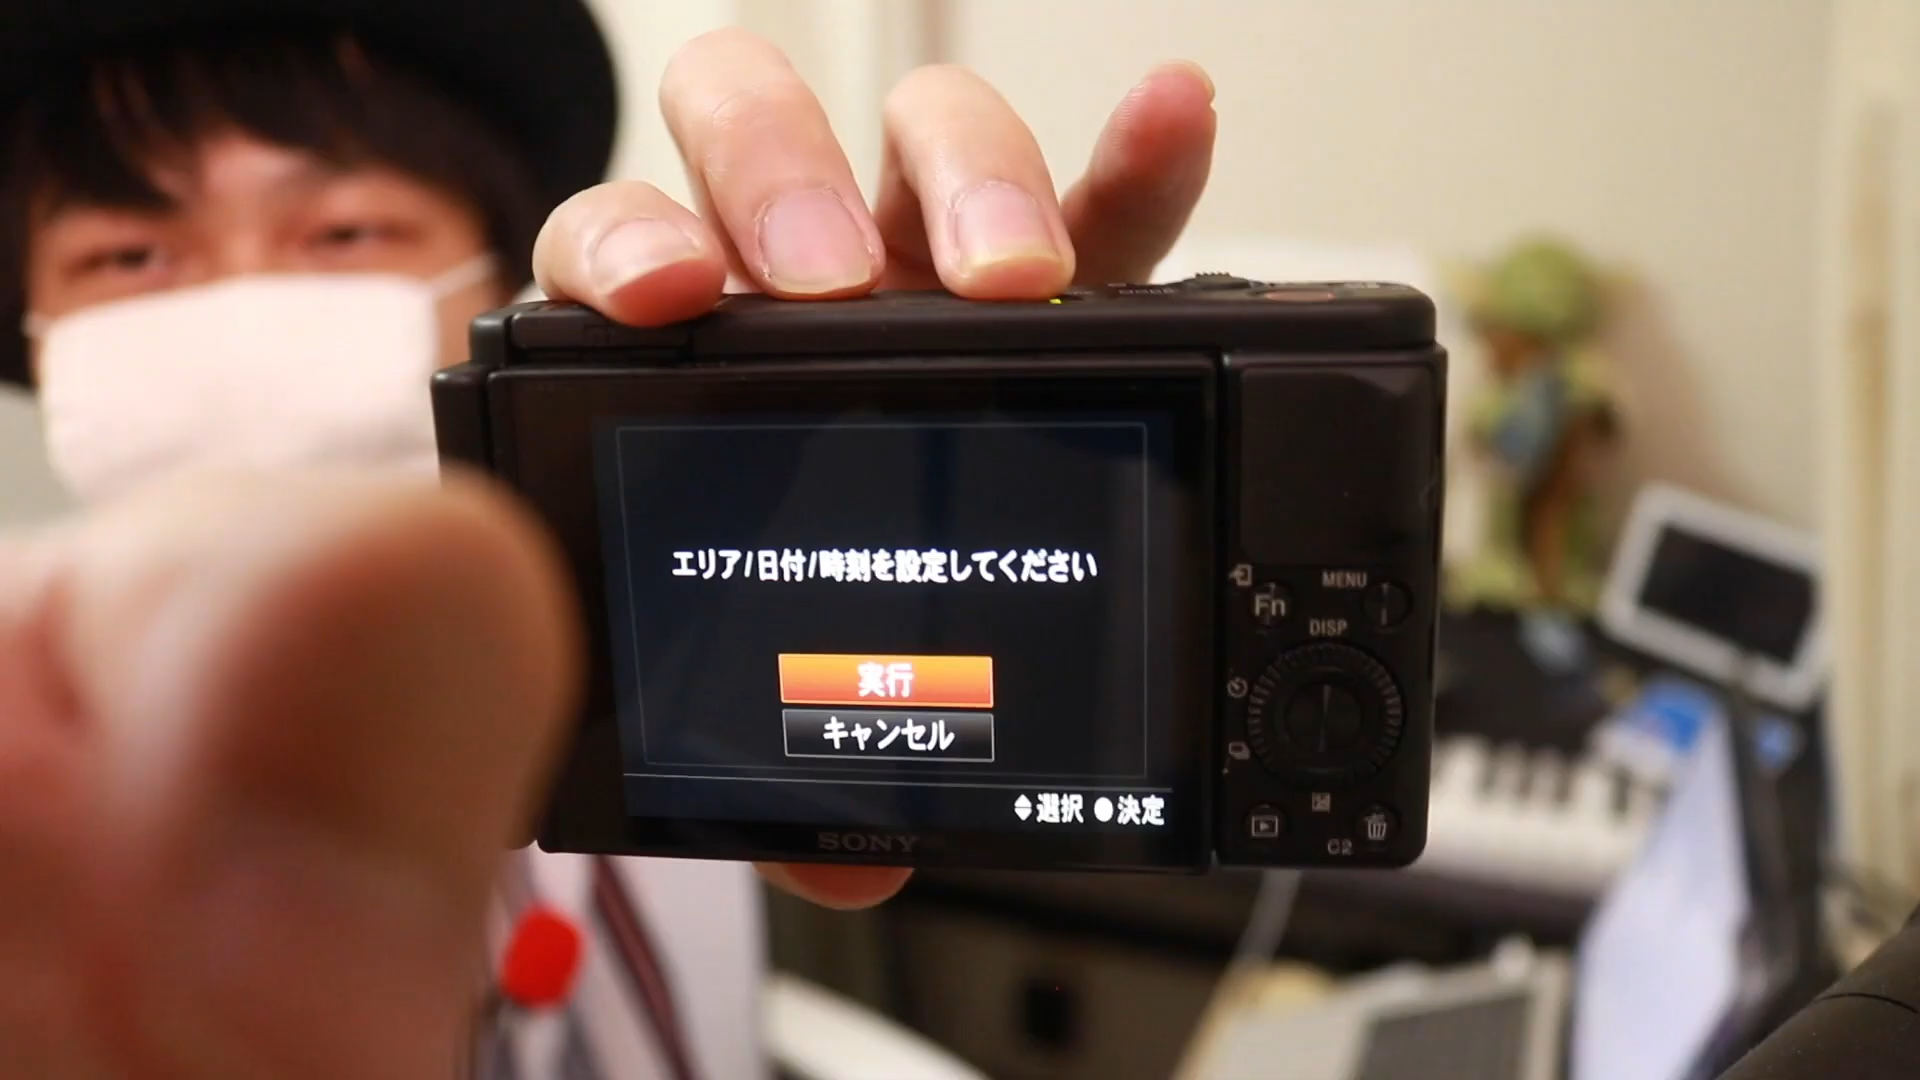 エリア/日付/時刻を設定してください
実行
キャンセル
選択 決定
SONY
MENU
Fn
DISP
C2